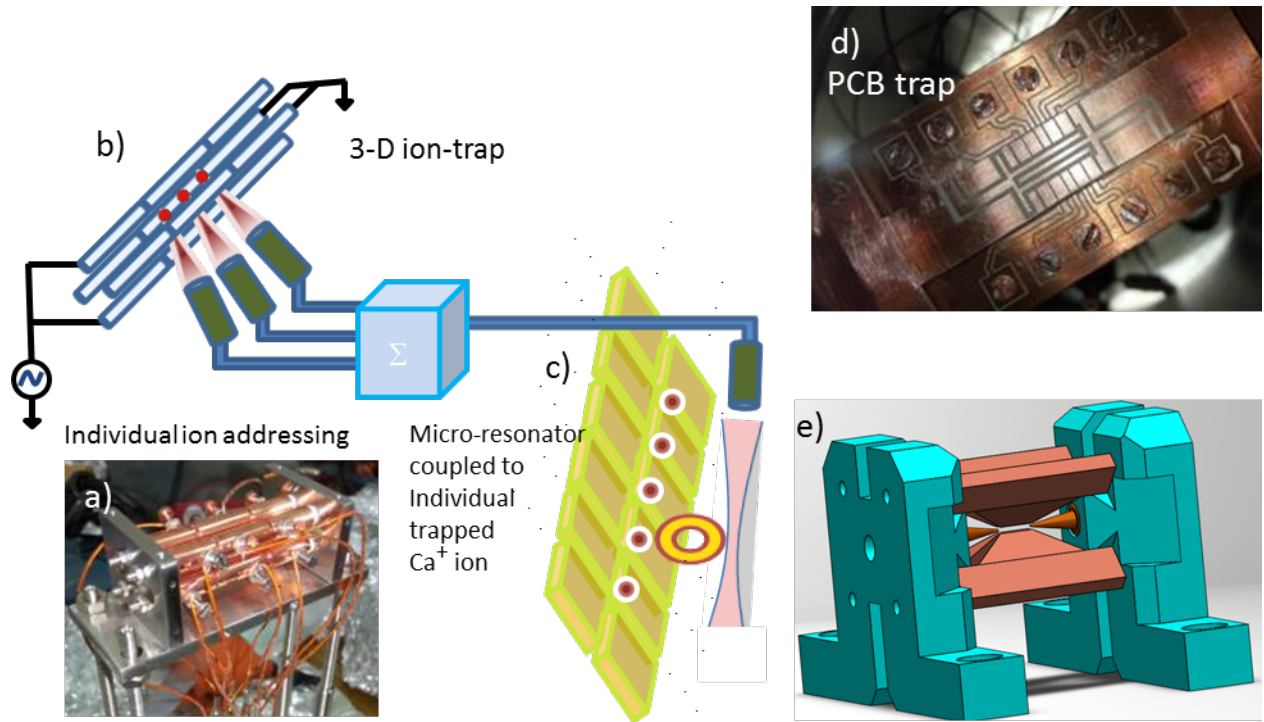 d)
PCB trap
b)
3-D ion-trap
Σ
c)
Individual ion addressing
Micro-resonator
coupled to
Individual
trapped
Ca⁺ ion
a)
e)